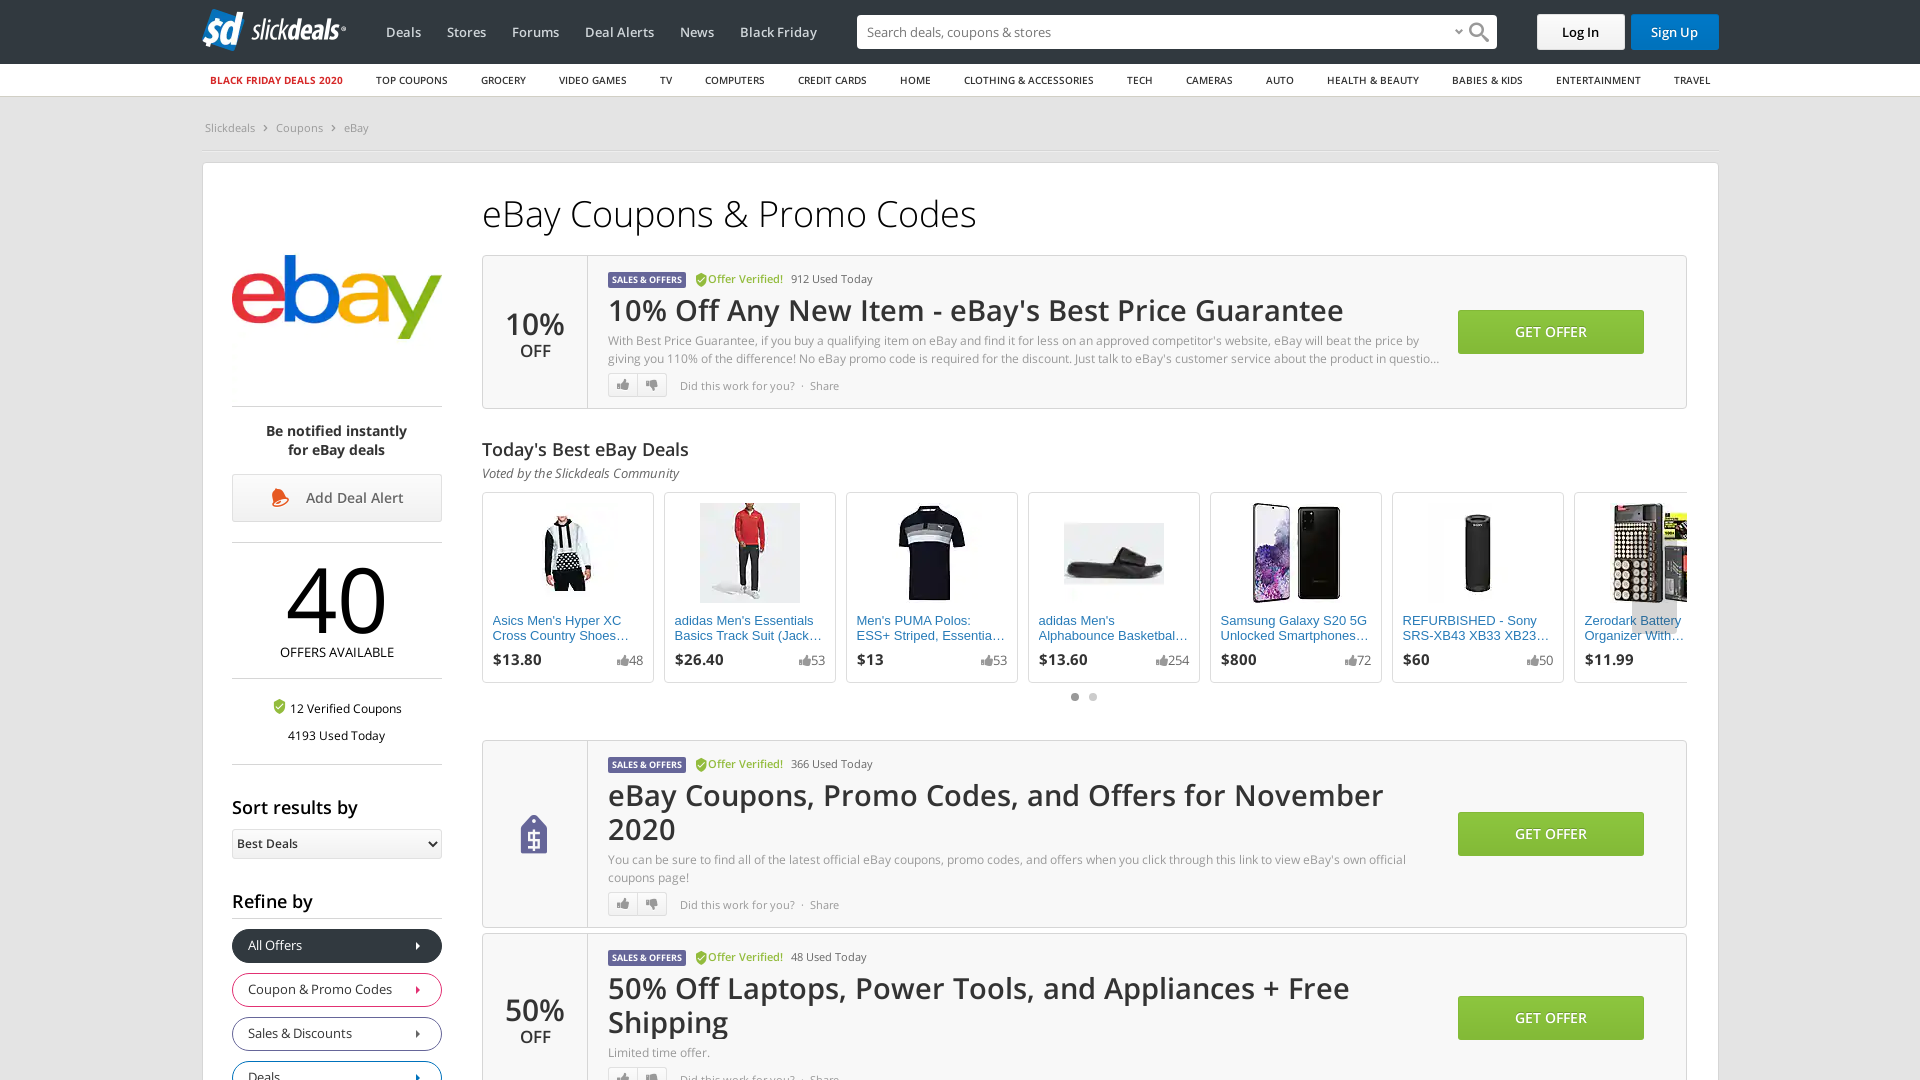 sd slickdeals®
Deals
Stores
Forums
Deal Alerts
News
Black Friday
Search deals, coupons & stores
Log In
Sign Up
BLACK FRIDAY DEALS 2020
TOP COUPONS
GROCERY
VIDEO GAMES
TV
COMPUTERS
CREDIT CARDS
HOME
CLOTHING & ACCESSORIES
TECH
CAMERAS
AUTO
HEALTH & BEAUTY
BABIES & KIDS
ENTERTAINMENT
TRAVEL
Slickdeals > Coupons > eBay
ebay
Be notified instantly
for eBay deals
Add Deal Alert
40
OFFERS AVAILABLE
12 Verified Coupons
4193 Used Today
Sort results by
Best Deals
Refine by
All Offers
Coupon & Promo Codes
Sales & Discounts
Deals
eBay Coupons & Promo Codes
10%
OFF
SALES & OFFERS Offer Verified! 912 Used Today
10% Off Any New Item - eBay's Best Price Guarantee
With Best Price Guarantee, if you buy a qualifying item on eBay and find it for less on an approved competitor's website, eBay will beat the price by
giving you 110% of the difference! No eBay promo code is required for the discount. Just talk to eBay's customer service about the product in questio...
Did this work for you? · Share
GET OFFER
Today's Best eBay Deals
Voted by the Slickdeals Community
Asics Men's Hyper XC
Cross Country Shoes...
$13.80 48
adidas Men's Essentials
Basics Track Suit (Jack...
$26.40 53
Men's PUMA Polos:
ESS+ Striped, Essentia...
$13 53
adidas Men's
Alphabounce Basketbal...
$13.60 254
Samsung Galaxy S20 5G
Unlocked Smartphones...
$800 72
REFURBISHED - Sony
SRS-XB43 XB33 XB23...
$60 50
Zerodark Battery
Organizer With...
$11.99
SALES & OFFERS Offer Verified! 366 Used Today
eBay Coupons, Promo Codes, and Offers for November
2020
You can be sure to find all of the latest official eBay coupons, promo codes, and offers when you click through this link to view eBay's own official
coupons page!
Did this work for you? · Share
GET OFFER
50%
OFF
SALES & OFFERS Offer Verified! 48 Used Today
50% Off Laptops, Power Tools, and Appliances + Free
Shipping
Limited time offer.
Did this work for you? · Share
GET OFFER